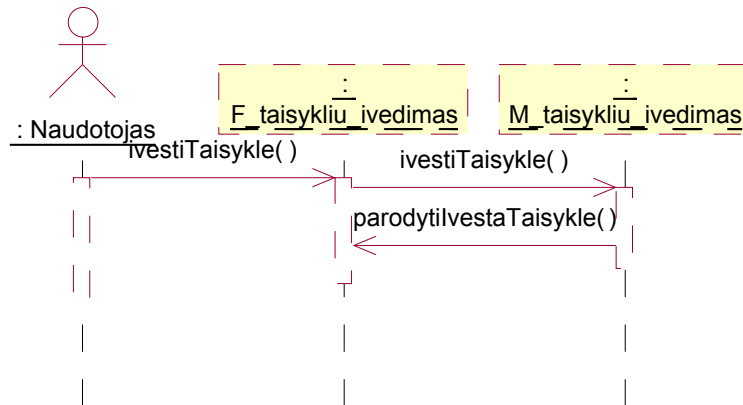 : Naudotojas
:
F_taisykliu_ivedimas
:
M_taisykliu_ivedimas
ivestiTaisykle( )
ivestiTaisykle( )
parodytiIvestaTaisykle( )